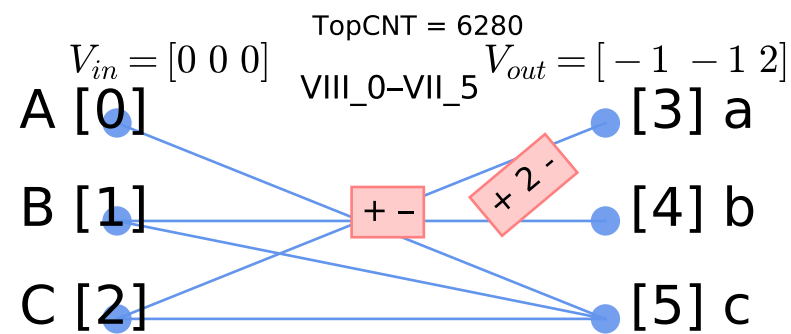 TopCNT = 6280
V_in = [0 0 0]
V_out = [ − 1 − 1 2]
VIII_0–VII_5
A [0]
[3] a
+ 2 -
B [1]
+ –
[4] b
C [2]
[5] c